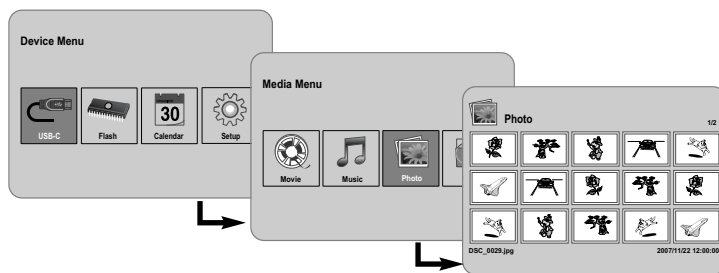 Device Menu
USB-C
Flash
30
Calendar
Setup
Media Menu
Movie
Music
Photo
Photo
1/2
DSC_0029.jpg
2007/11/22 12:00:00